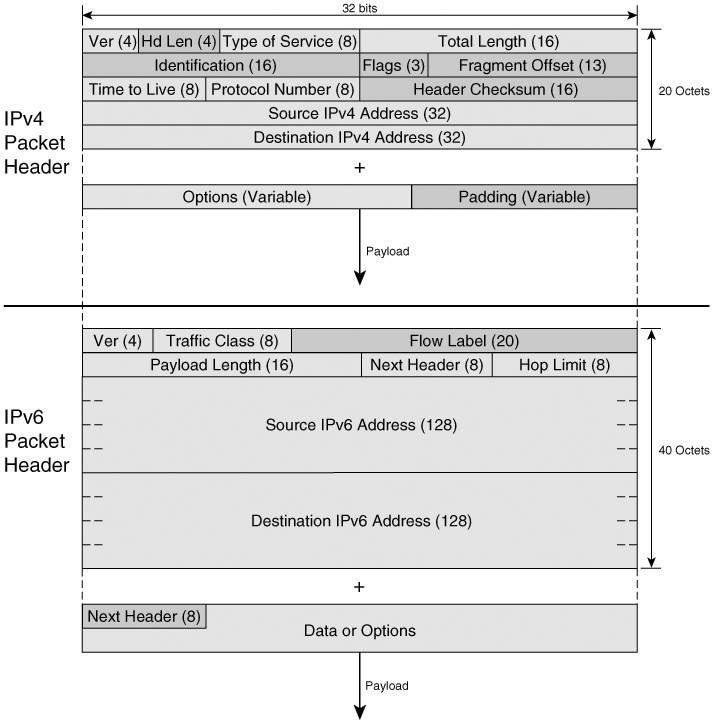 32 bits
Ver (4) Hd Len (4) Type of Service (8) Total Length (16)
Identification (16) Flags (3) Fragment Offset (13)
Time to Live (8) Protocol Number (8) Header Checksum (16)
Source IPv4 Address (32)
Destination IPv4 Address (32)
20 Octets
IPv4
Packet
Header
+
Options (Variable) Padding (Variable)
Payload
Ver (4) Traffic Class (8) Flow Label (20)
Payload Length (16) Next Header (8) Hop Limit (8)
Source IPv6 Address (128)
IPv6
Packet
Header
40 Octets
Destination IPv6 Address (128)
+
Next Header (8)
Data or Options
Payload